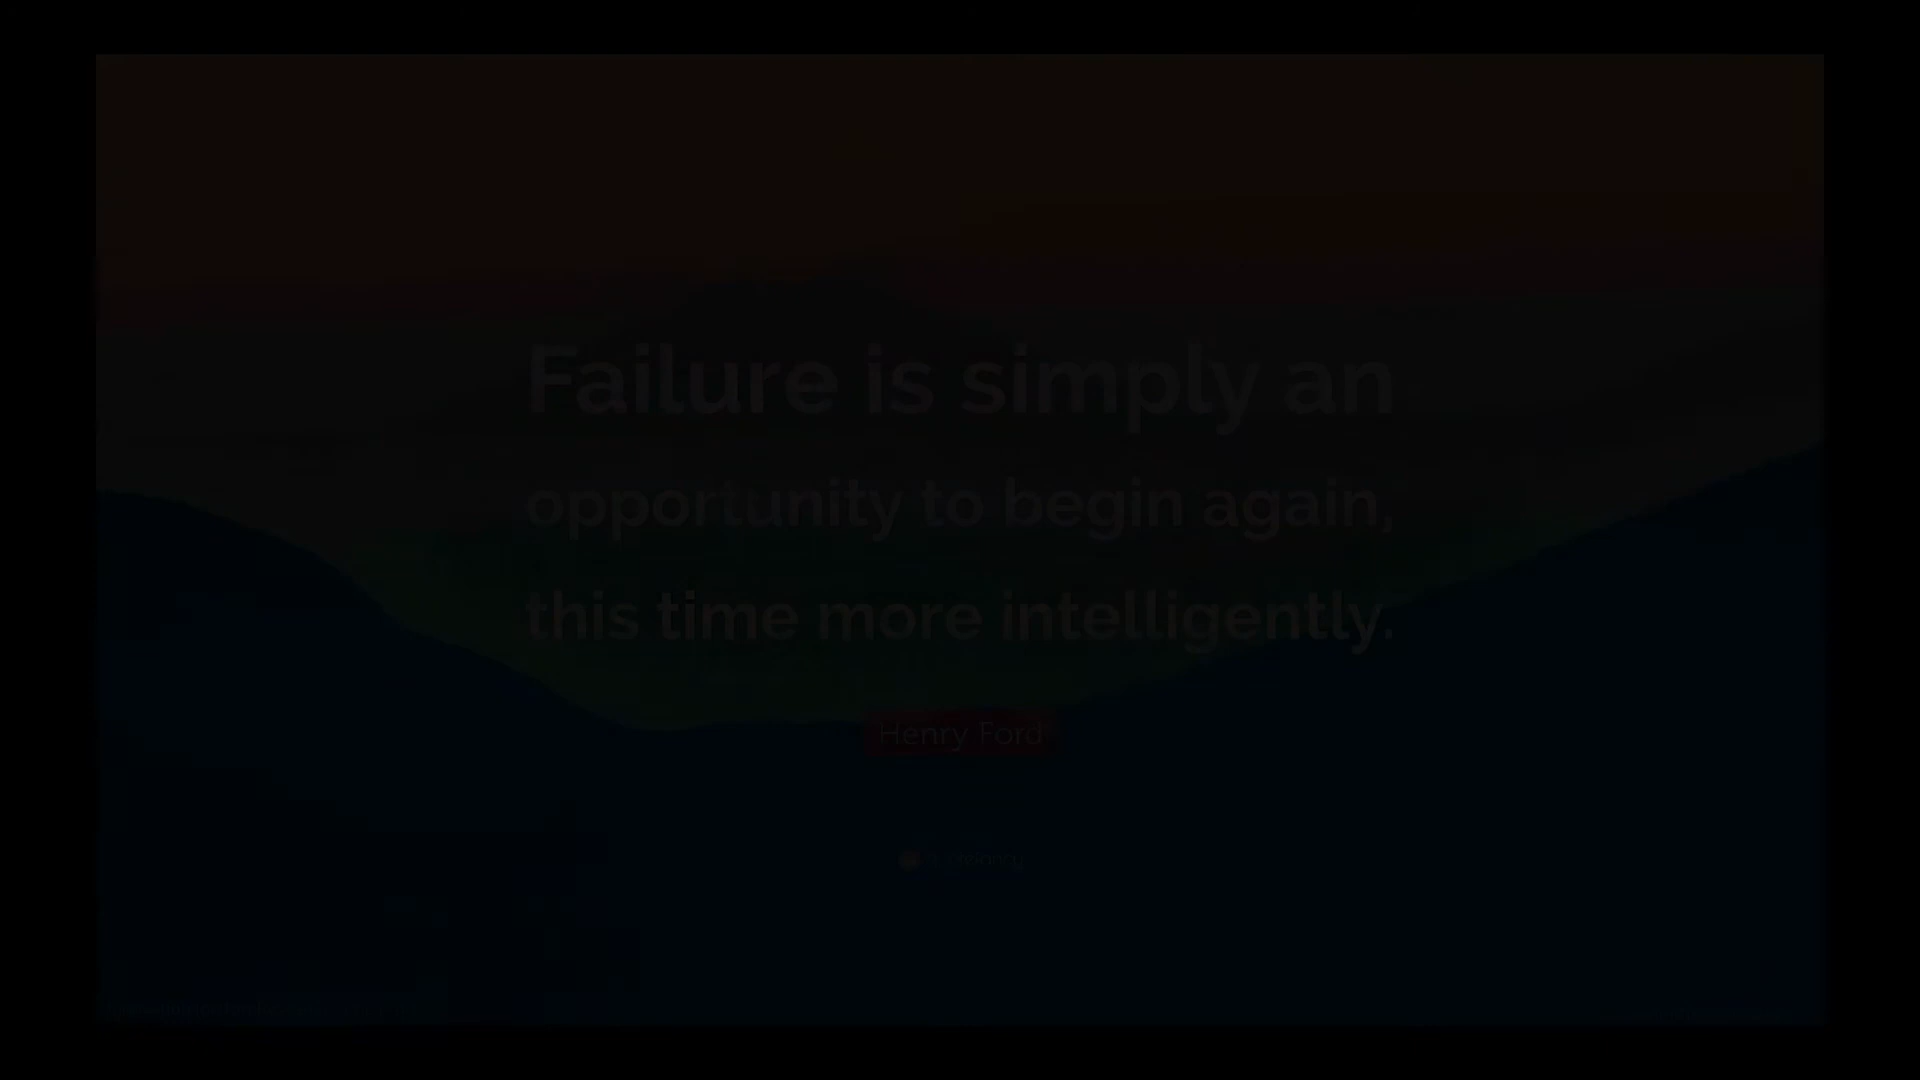 Failure is simply an
opportunity to begin again,
this time more intelligently.
Henry Ford